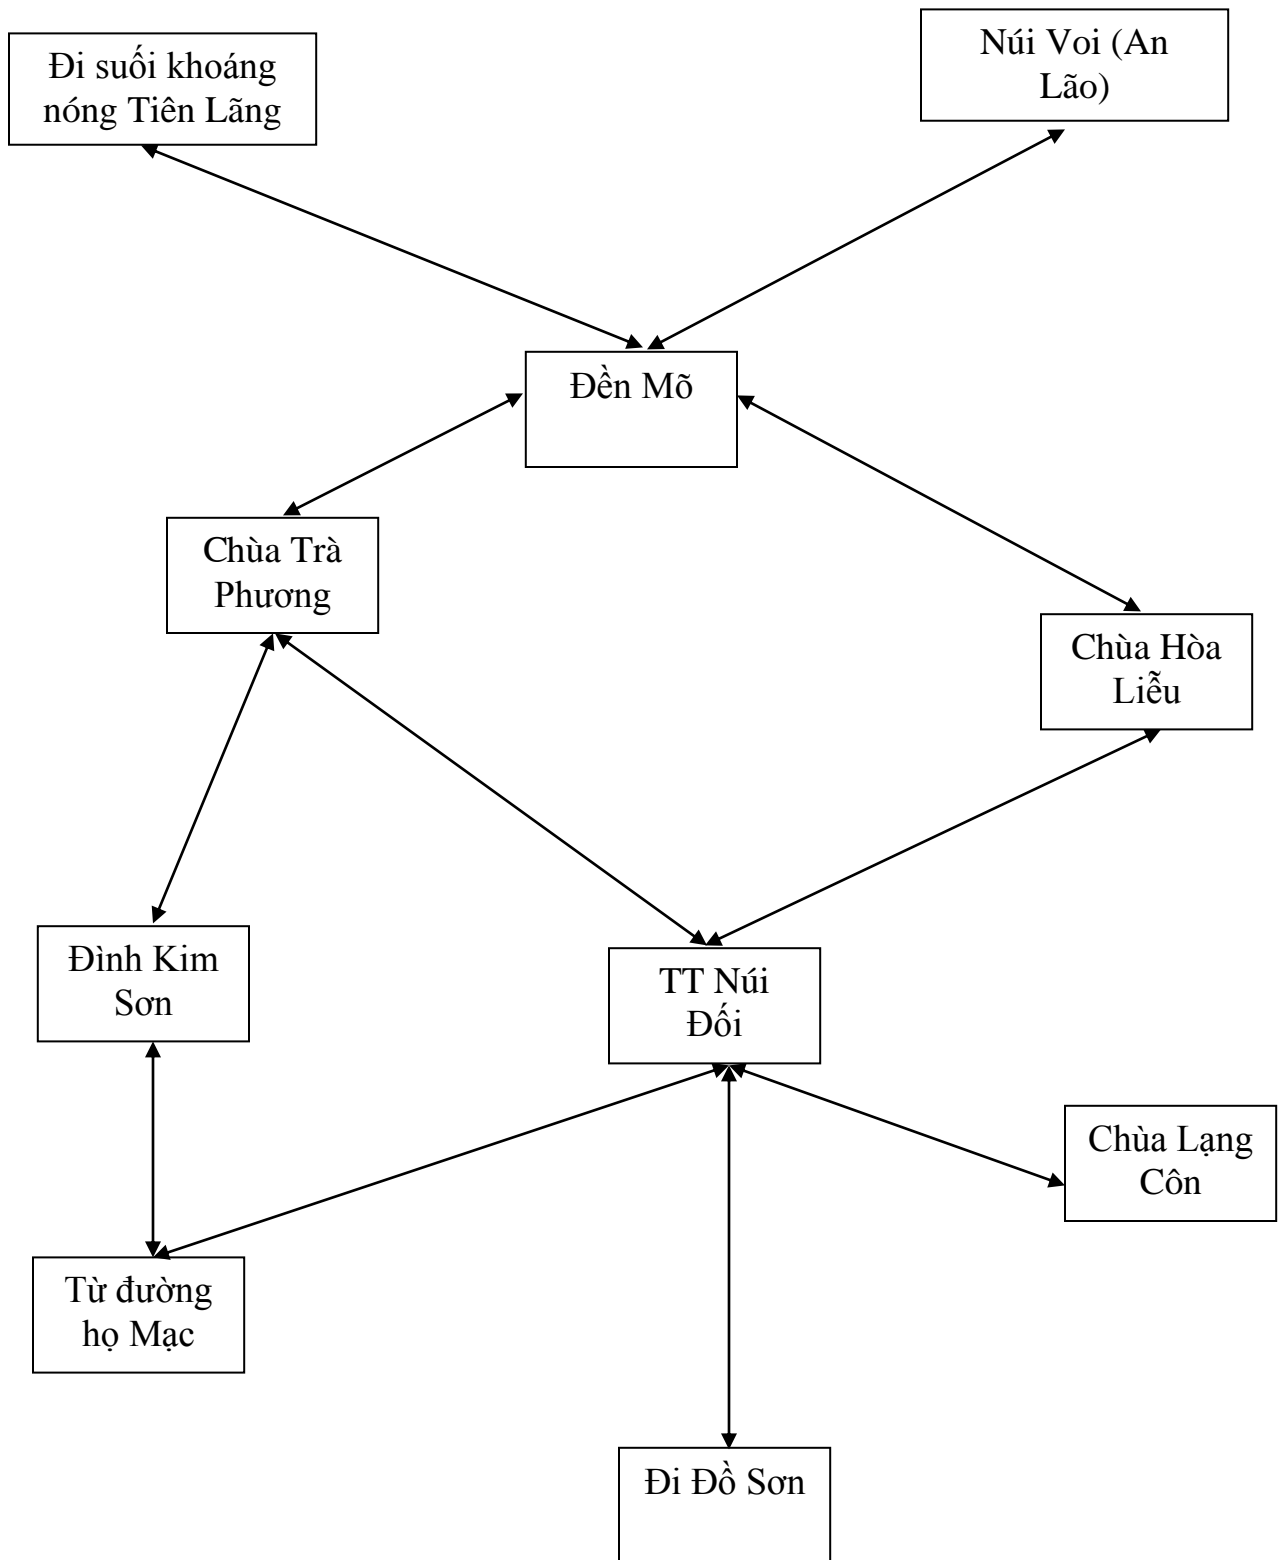 Đi suối khoáng
nóng Tiên Lãng
Núi Voi (An
Lão)
Đền Mõ
Chùa Trà
Phương
Chùa Hòa
Liễu
Đình Kim
Sơn
TT Núi
Đối
Chùa Lạng
Côn
Từ đường
họ Mạc
Đi Đồ Sơn